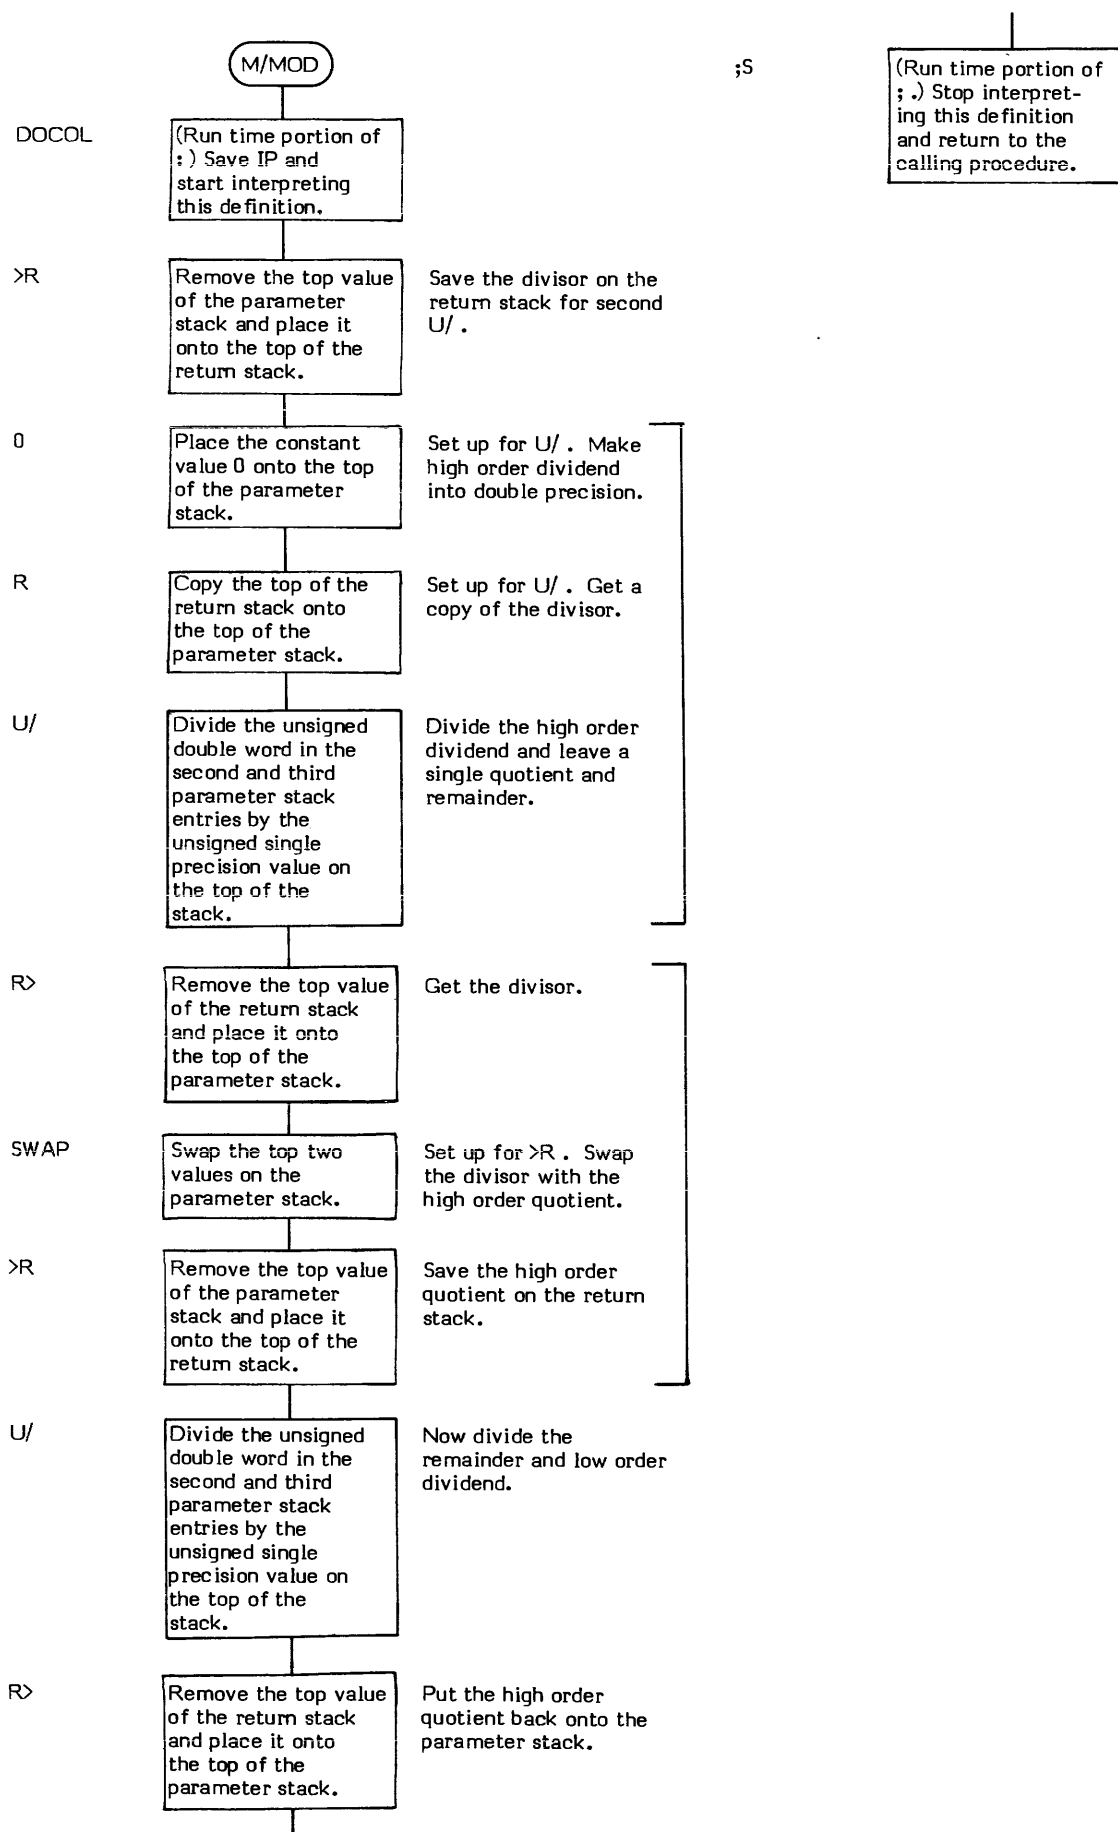 M/MOD
DOCOL
(Run time portion of
: ) Save IP and
start interpreting
this definition.
>R
Remove the top value
of the parameter
stack and place it
onto the top of the
return stack.
Save the divisor on the
return stack for second
U/ .
0
Place the constant
value 0 onto the top
of the parameter
stack.
Set up for U/ . Make
high order dividend
into double precision.
R
Copy the top of the
return stack onto
the top of the
parameter stack.
Set up for U/ . Get a
copy of the divisor.
U/
Divide the unsigned
double word in the
second and third
parameter stack
entries by the
unsigned single
precision value on
the top of the
stack.
Divide the high order
dividend and leave a
single quotient and
remainder.
R>
Remove the top value
of the return stack
and place it onto
the top of the
parameter stack.
Get the divisor.
SWAP
Swap the top two
values on the
parameter stack.
Set up for >R . Swap
the divisor with the
high order quotient.
>R
Remove the top value
of the parameter
stack and place it
onto the top of the
return stack.
Save the high order
quotient on the return
stack.
U/
Divide the unsigned
double word in the
second and third
parameter stack
entries by the
unsigned single
precision value on
the top of the
stack.
Now divide the
remainder and low order
dividend.
R>
Remove the top value
of the return stack
and place it onto
the top of the
parameter stack.
Put the high order
quotient back onto the
parameter stack.
;S
(Run time portion of
; .) Stop interpret-
ing this definition
and return to the
calling procedure.